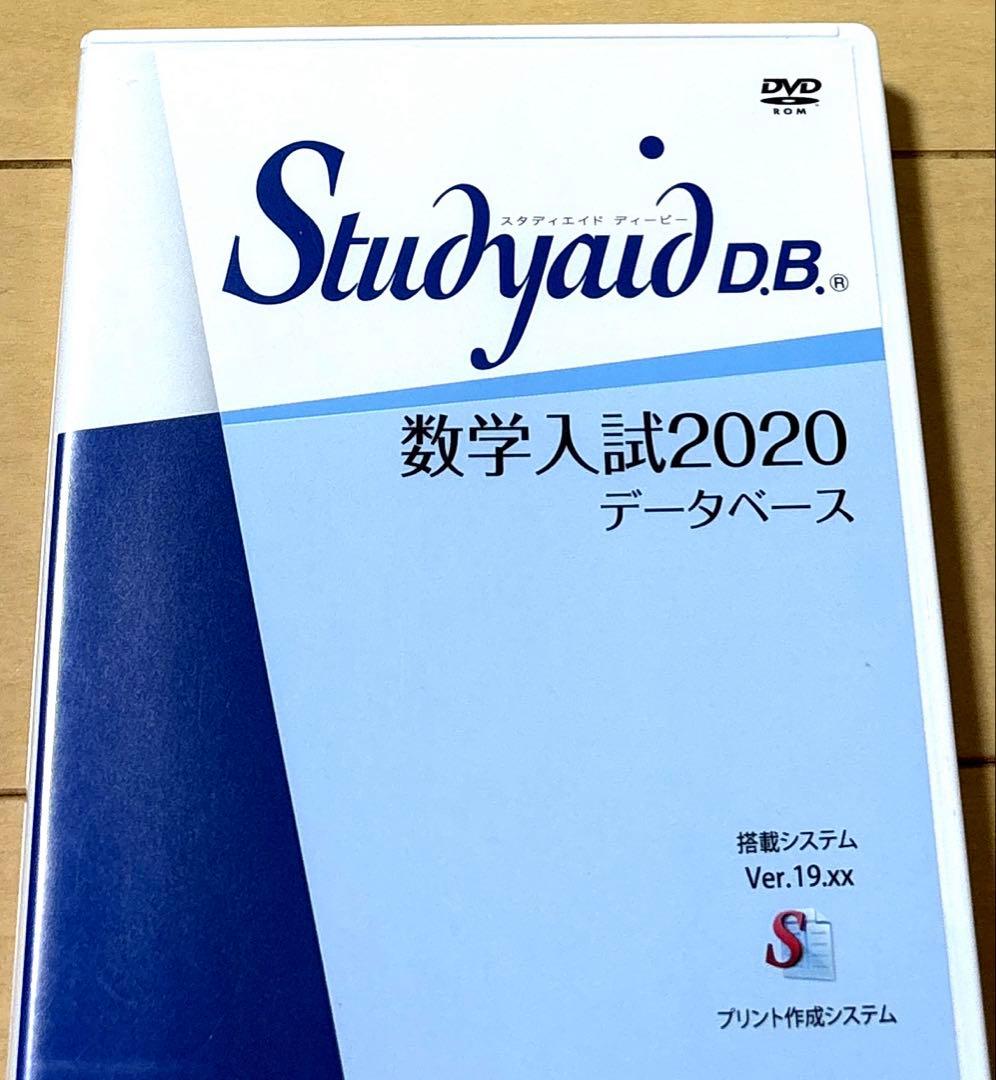 DVD
ROM
スタディエイド ディービー
Studyaid D.B.®
数学入試2020
データベース
搭載システム
Ver.19.xx
S
プリント作成システム